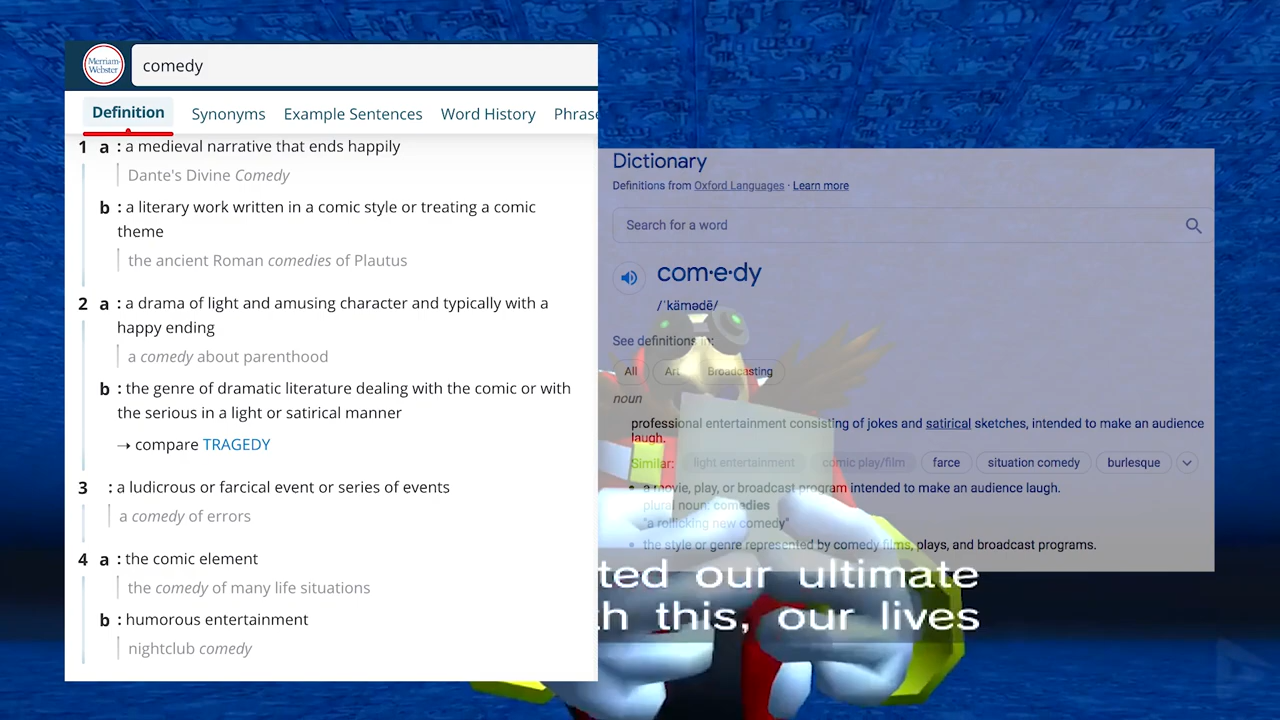 Merriam-
Webster
comedy
Definition Synonyms Example Sentences Word History Phrase
1 a : a medieval narrative that ends happily
Dante's Divine Comedy
b : a literary work written in a comic style or treating a comic
theme
the ancient Roman comedies of Plautus
2 a : a drama of light and amusing character and typically with a
happy ending
a comedy about parenthood
b : the genre of dramatic literature dealing with the comic or with
the serious in a light or satirical manner
→ compare TRAGEDY
3 : a ludicrous or farcical event or series of events
a comedy of errors
4 a : the comic element
the comedy of many life situations
b : humorous entertainment
nightclub comedy
Dictionary
Definitions from Oxford Languages · Learn more
Search for a word
com·e·dy
/ˈkämədē/
See definitions in:
All Art Broadcasting
noun
professional entertainment consisting of jokes and satirical sketches, intended to make an audience
laugh.
Similar: light entertainment comic play/film farce situation comedy burlesque
• a movie, play, or broadcast program intended to make an audience laugh.
plural noun: comedies
"a rollicking new comedy"
• the style or genre represented by comedy films, plays, and broadcast programs.
ted our ultimate
th this, our lives